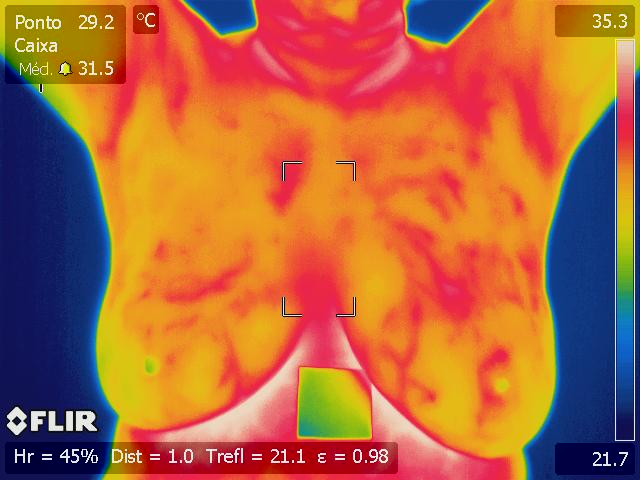 Ponto 29.2 °C
Caixa
Méd. 31.5
35.3
FLIR
Hr = 45% Dist = 1.0 Trefl = 21.1 ε = 0.98
21.7